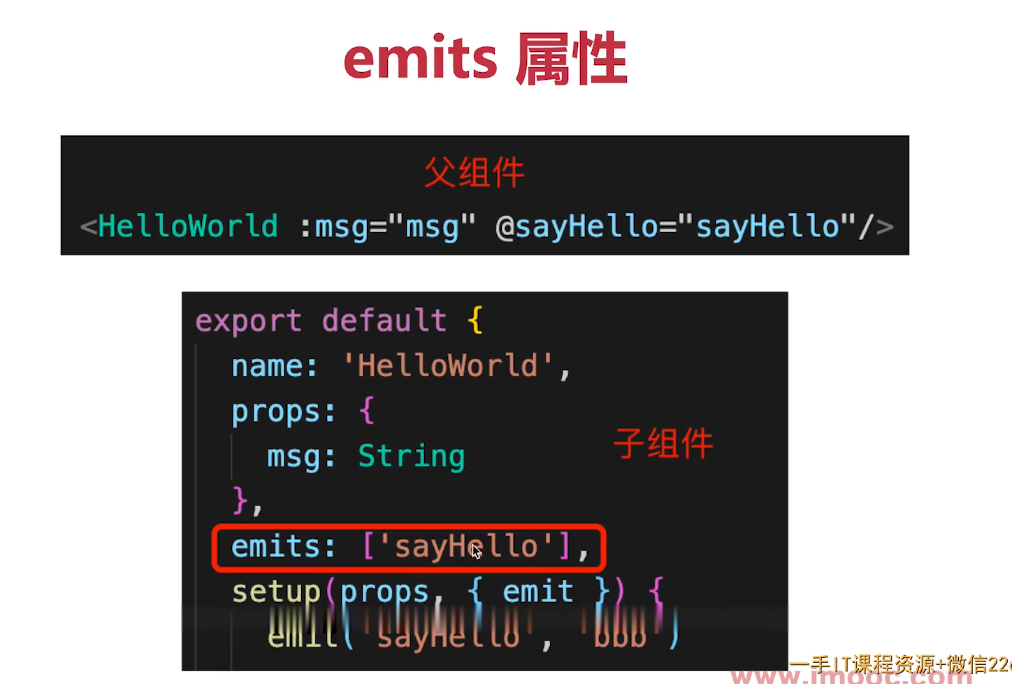 emits 属性
父组件
<HelloWorld :msg="msg" @sayHello="sayHello"/>
export default {
name: 'HelloWorld',
props: {
msg: String
子组件
},
emits: ['sayHello'],
setup(props, { emit }) {
emit('sayHello', 'bbb')
一手IT课程资源+微信226
www.imooc.com